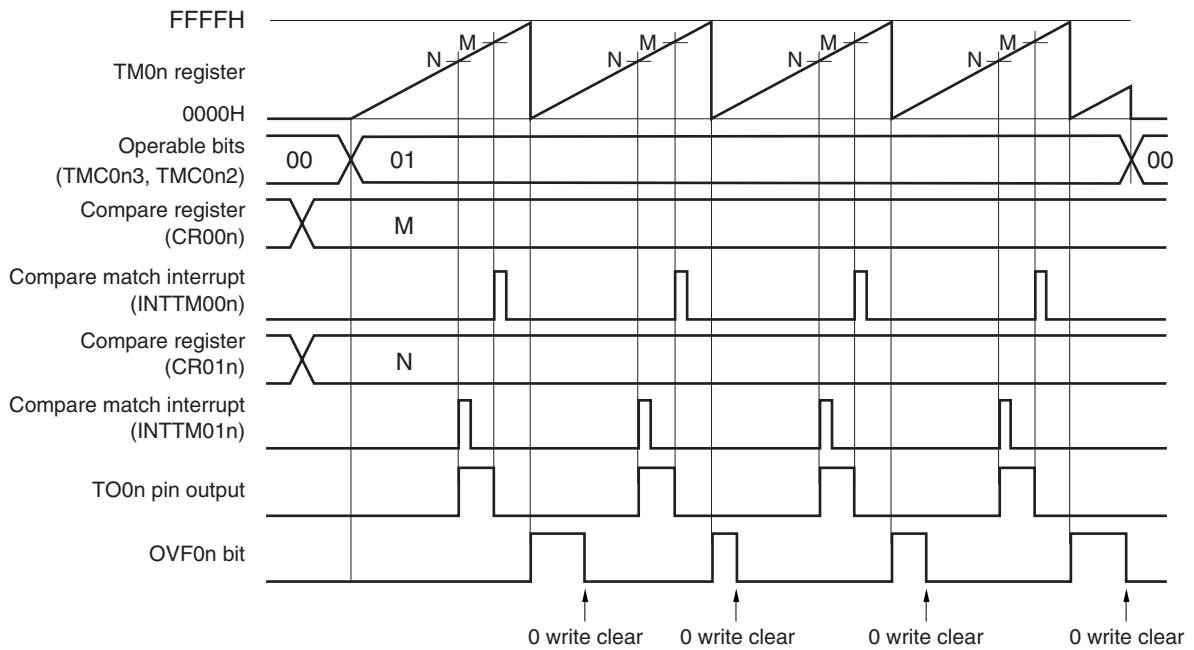 FFFFH
M M M M
N N N N
TM0n register
0000H
Operable bits
(TMC0n3, TMC0n2)
00 01 00
Compare register
(CR00n)
M
Compare match interrupt
(INTTM00n)
Compare register
(CR01n)
N
Compare match interrupt
(INTTM01n)
TO0n pin output
OVF0n bit
0 write clear 0 write clear 0 write clear 0 write clear